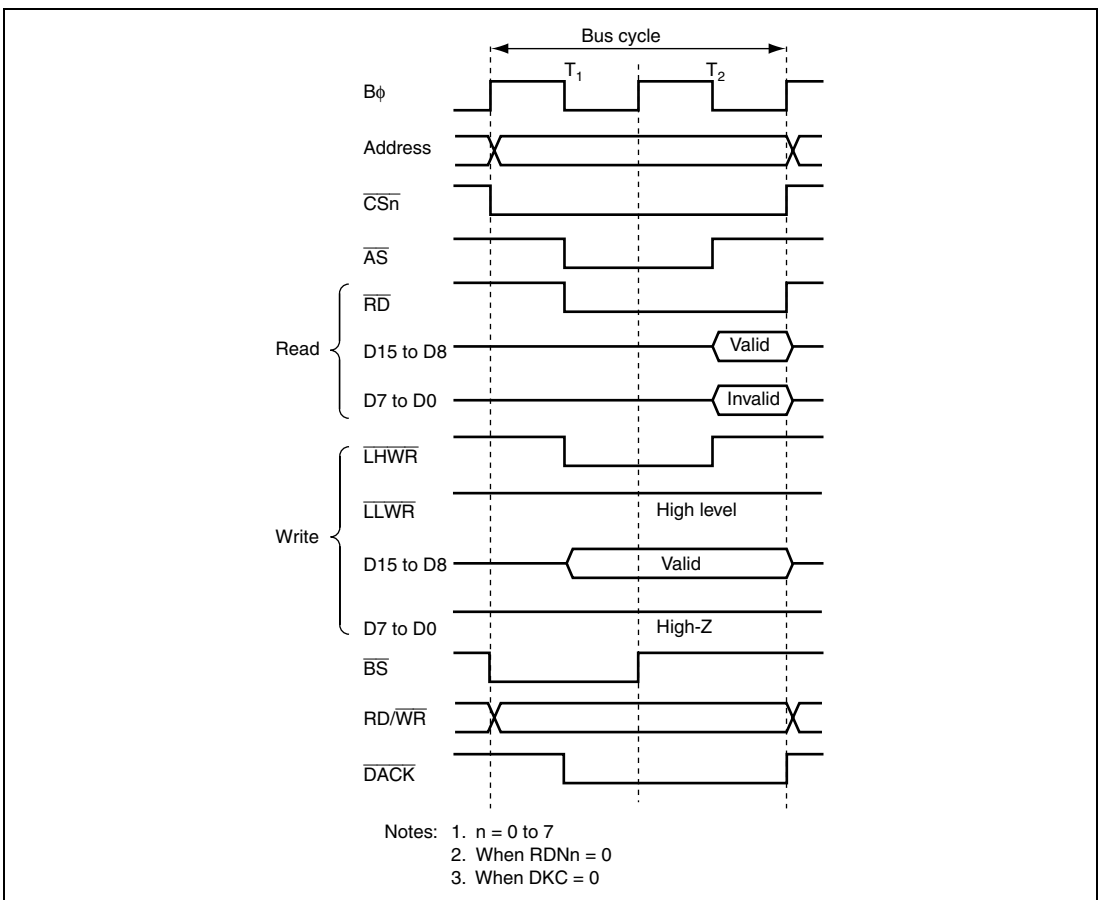 Bus cycle
T1 T2
Bφ
Address
CSn
AS
RD
Read
D15 to D8 Valid
D7 to D0 Invalid
LHWR
LLWR High level
Write
D15 to D8 Valid
D7 to D0 High-Z
BS
RD/WR
DACK
Notes: 1. n = 0 to 7
2. When RDNn = 0
3. When DKC = 0